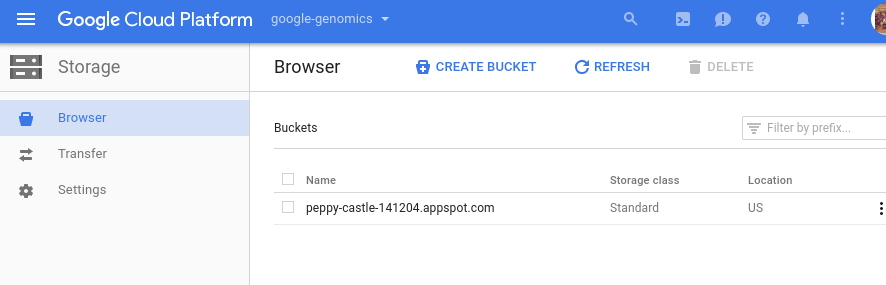 Google Cloud Platform google-genomics
Storage
Browser
Transfer
Settings
Browser CREATE BUCKET REFRESH DELETE
Buckets Filter by prefix...
Name Storage class Location
peppy-castle-141204.appspot.com Standard US